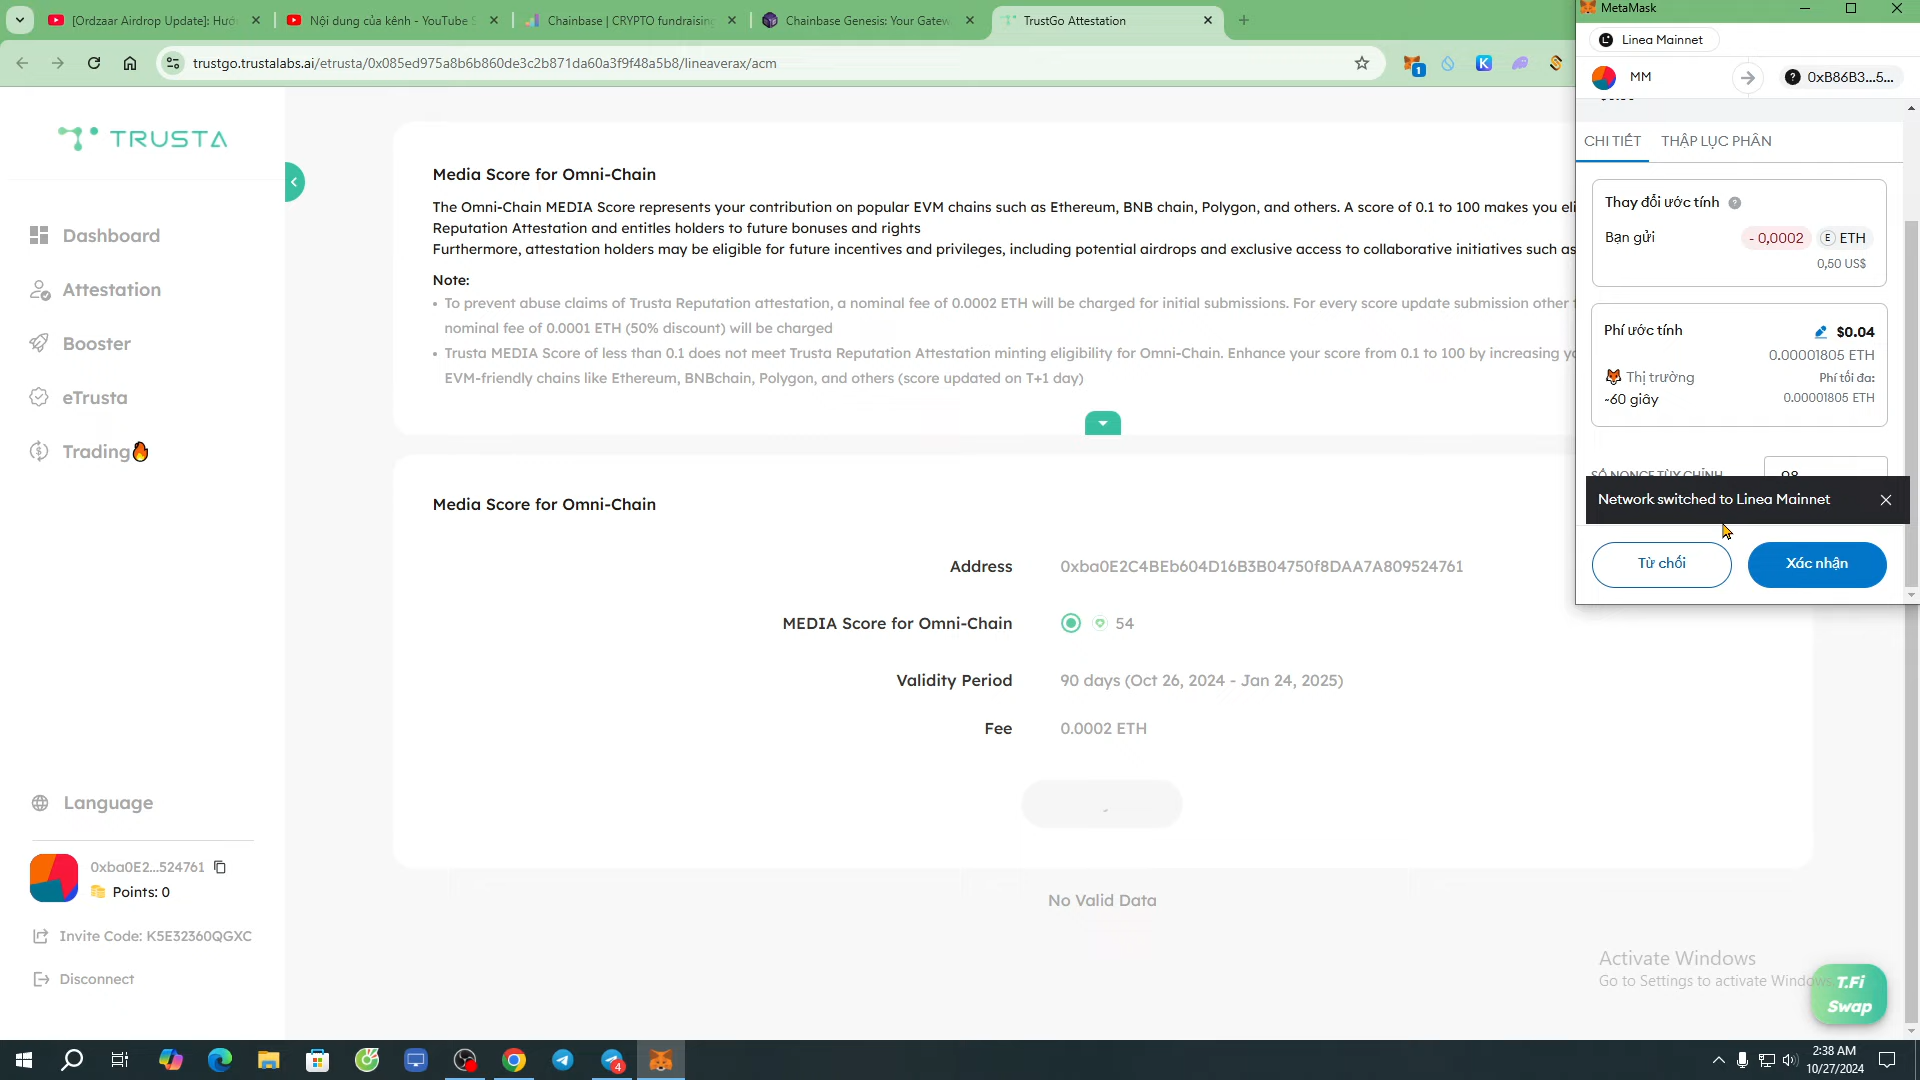 [Ordzaar Airdrop Update]: Hướ
Nội dung của kênh - YouTube S
Chainbase | CRYPTO fundraising
Chainbase Genesis: Your Gatew
TrustGo Attestation
MetaMask
trustgo.trustalabs.ai/etrusta/0x085ed975a8b6b860de3c2b871da60a3f9f48a5b8/lineaverax/acm
1
Linea Mainnet
MM
0xB86B3...5...
CHI TIẾT
THẬP LỤC PHÂN
Thay đổi ước tính
Bạn gửi
- 0,0002
E
ETH
0,50 US$
Phí ước tính
$0.04
0.00001805 ETH
Thị trường
Phí tối đa:
~60 giây
0.00001805 ETH
SỐ NONCE TÙY CHỈNH
98
Network switched to Linea Mainnet
Từ chối
Xác nhận
TRUSTA
Dashboard
Attestation
Booster
eTrusta
Trading
Language
0xba0E2...524761
Points: 0
Invite Code: K5E32360QGXC
Disconnect
Media Score for Omni-Chain
The Omni-Chain MEDIA Score represents your contribution on popular EVM chains such as Ethereum, BNB chain, Polygon, and others. A score of 0.1 to 100 makes you eli
Reputation Attestation and entitles holders to future bonuses and rights
Furthermore, attestation holders may be eligible for future incentives and privileges, including potential airdrops and exclusive access to collaborative initiatives such as
Note:
• To prevent abuse claims of Trusta Reputation attestation, a nominal fee of 0.0002 ETH will be charged for initial submissions. For every score update submission other
nominal fee of 0.0001 ETH (50% discount) will be charged
• Trusta MEDIA Score of less than 0.1 does not meet Trusta Reputation Attestation minting eligibility for Omni-Chain. Enhance your score from 0.1 to 100 by increasing yo
EVM-friendly chains like Ethereum, BNBchain, Polygon, and others (score updated on T+1 day)
Media Score for Omni-Chain
Address
0xba0E2C4BEb604D16B3B04750f8DAA7A809524761
MEDIA Score for Omni-Chain
54
Validity Period
90 days (Oct 26, 2024 - Jan 24, 2025)
Fee
0.0002 ETH
No Valid Data
Activate Windows
Go to Settings to activate Windows.
T.Fi
Swap
4
2:38 AM
10/27/2024